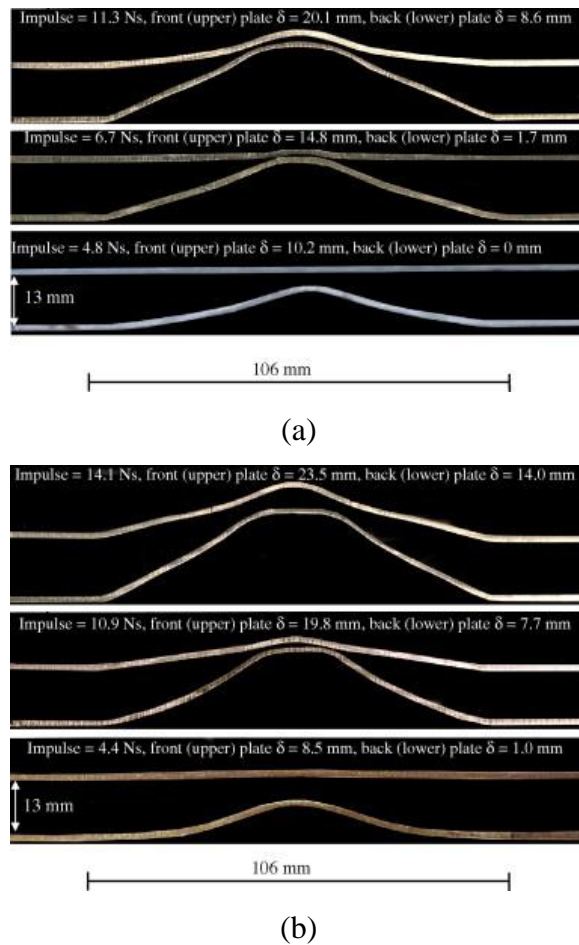 Impulse = 11.3 Ns, front (upper) plate δ = 20.1 mm, back (lower) plate δ = 8.6 mm
Impulse = 6.7 Ns, front (upper) plate δ = 14.8 mm, back (lower) plate δ = 1.7 mm
Impulse = 4.8 Ns, front (upper) plate δ = 10.2 mm, back (lower) plate δ = 0 mm
13 mm
106 mm
(a)
Impulse = 14.1 Ns, front (upper) plate δ = 23.5 mm, back (lower) plate δ = 14.0 mm
Impulse = 10.9 Ns, front (upper) plate δ = 19.8 mm, back (lower) plate δ = 7.7 mm
Impulse = 4.4 Ns, front (upper) plate δ = 8.5 mm, back (lower) plate δ = 1.0 mm
13 mm
106 mm
(b)